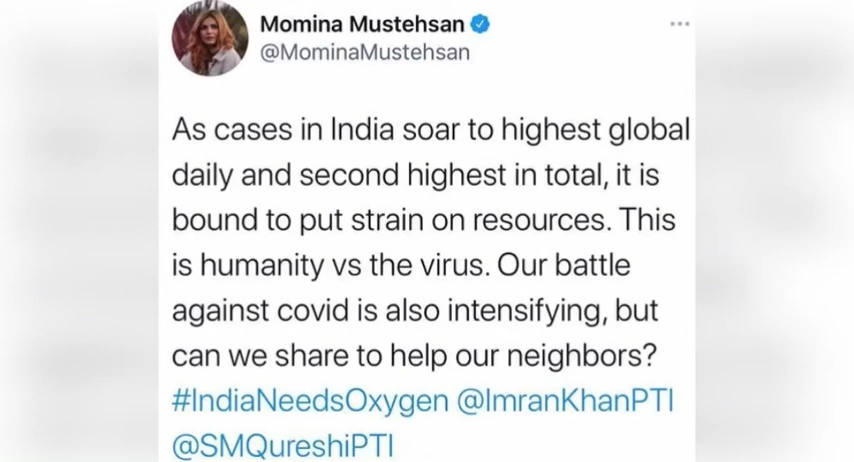 Momina Mustehsan
@MominaMustehsan
As cases in India soar to highest global
daily and second highest in total, it is
bound to put strain on resources. This
is humanity vs the virus. Our battle
against covid is also intensifying, but
can we share to help our neighbors?
#IndiaNeedsOxygen @ImranKhanPTI
@SMQureshiPTI